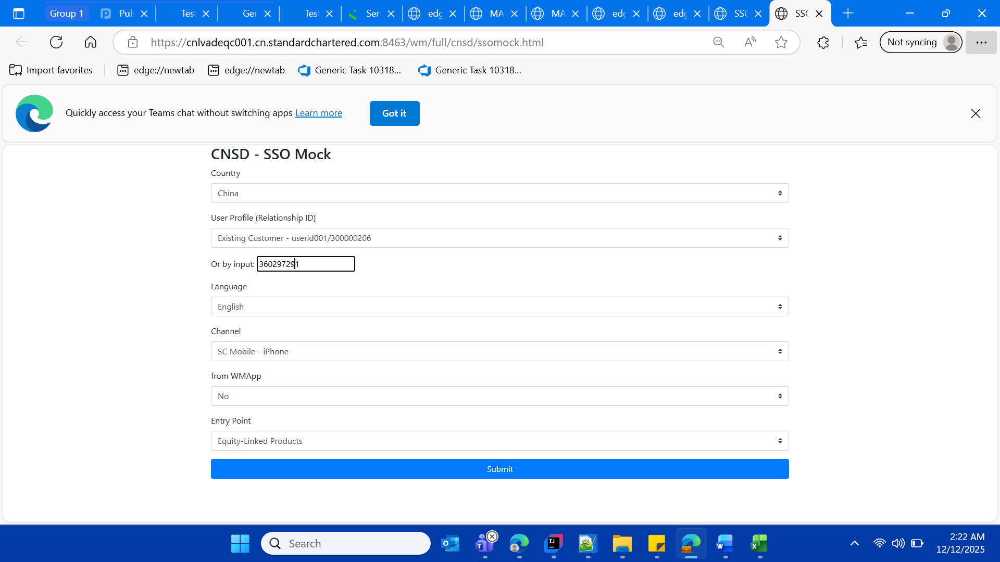 Group 1
Pul
Tes
Ger
Tes
Ser
edg
MA
MA
edg
edg
SSO
SSO
https://cnlvadeqc001.cn.standardchartered.com:8463/wm/full/cnsd/ssomock.html
Not syncing
Import favorites
edge://newtab
edge://newtab
Generic Task 10318...
Generic Task 10318...
Quickly access your Teams chat without switching apps Learn more
Got it
CNSD - SSO Mock
Country
China
User Profile (Relationship ID)
Existing Customer - userid001/300000206
Or by input: 360297291
Language
English
Channel
SC Mobile - iPhone
from WMApp
No
Entry Point
Equity-Linked Products
Submit
Search
2:22 AM
12/12/2025